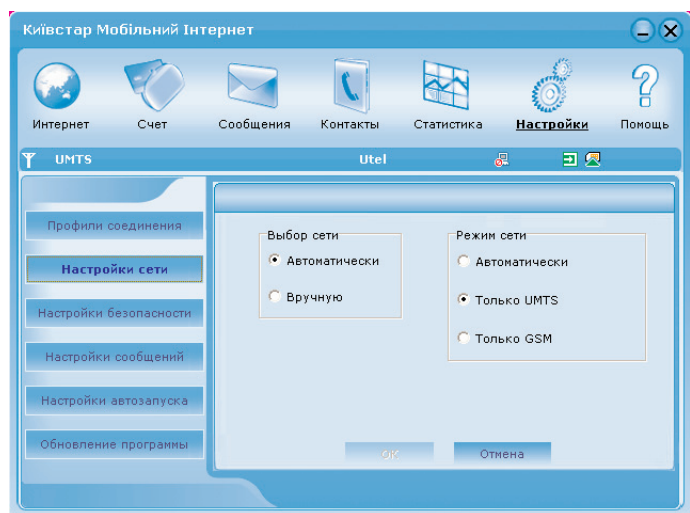 Київстар Мобільний Інтернет
Интернет Счет Сообщения Контакты Статистика Настройки Помощь
UMTS Utel
Профили соединения
Настройки сети
Настройки безопасности
Настройки сообщений
Настройки автозапуска
Обновление программы
Выбор сети
Автоматически
Вручную
Режим сети
Автоматически
Только UMTS
Только GSM
OK Отмена